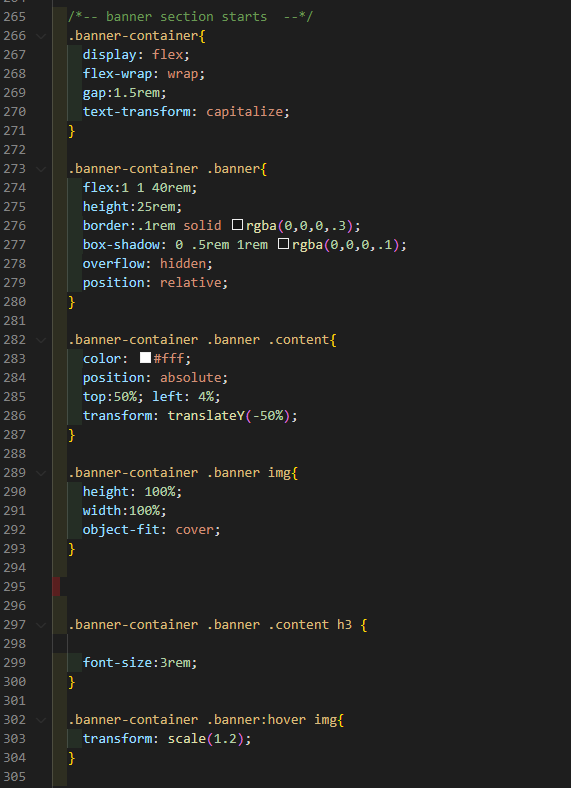 265 /*-- banner section starts  --*/
266 .banner-container{
267   display: flex;
268   flex-wrap: wrap;
269   gap:1.5rem;
270   text-transform: capitalize;
271 }
272
273 .banner-container .banner{
274   flex:1 1 40rem;
275   height:25rem;
276   border:.1rem solid rgba(0,0,0,.3);
277   box-shadow: 0 .5rem 1rem rgba(0,0,0,.1);
278   overflow: hidden;
279   position: relative;
280 }
281
282 .banner-container .banner .content{
283   color: #fff;
284   position: absolute;
285   top:50%; left: 4%;
286   transform: translateY(-50%);
287 }
288
289 .banner-container .banner img{
290   height: 100%;
291   width:100%;
292   object-fit: cover;
293 }
294
295
296
297 .banner-container .banner .content h3 {
298
299   font-size:3rem;
300 }
301
302 .banner-container .banner:hover img{
303   transform: scale(1.2);
304 }
305